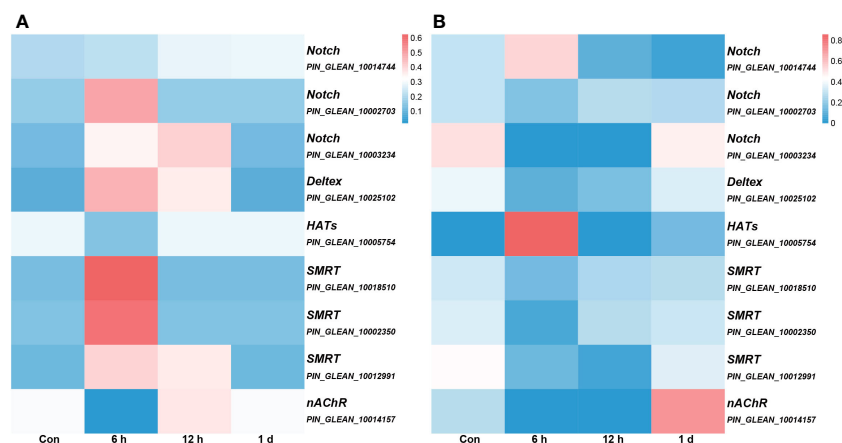 A
Notch
PIN_GLEAN_10014744
Notch
PIN_GLEAN_10002703
Notch
PIN_GLEAN_10003234
Deltex
PIN_GLEAN_10025102
HATs
PIN_GLEAN_10005754
SMRT
PIN_GLEAN_10018510
SMRT
PIN_GLEAN_10002350
SMRT
PIN_GLEAN_10012991
nAChR
PIN_GLEAN_10014157
0.6
0.5
0.4
0.3
0.2
0.1
Con 6 h 12 h 1 d
B
Notch
PIN_GLEAN_10014744
Notch
PIN_GLEAN_10002703
Notch
PIN_GLEAN_10003234
Deltex
PIN_GLEAN_10025102
HATs
PIN_GLEAN_10005754
SMRT
PIN_GLEAN_10018510
SMRT
PIN_GLEAN_10002350
SMRT
PIN_GLEAN_10012991
nAChR
PIN_GLEAN_10014157
0.8
0.6
0.4
0.2
0
Con 6 h 12 h 1 d